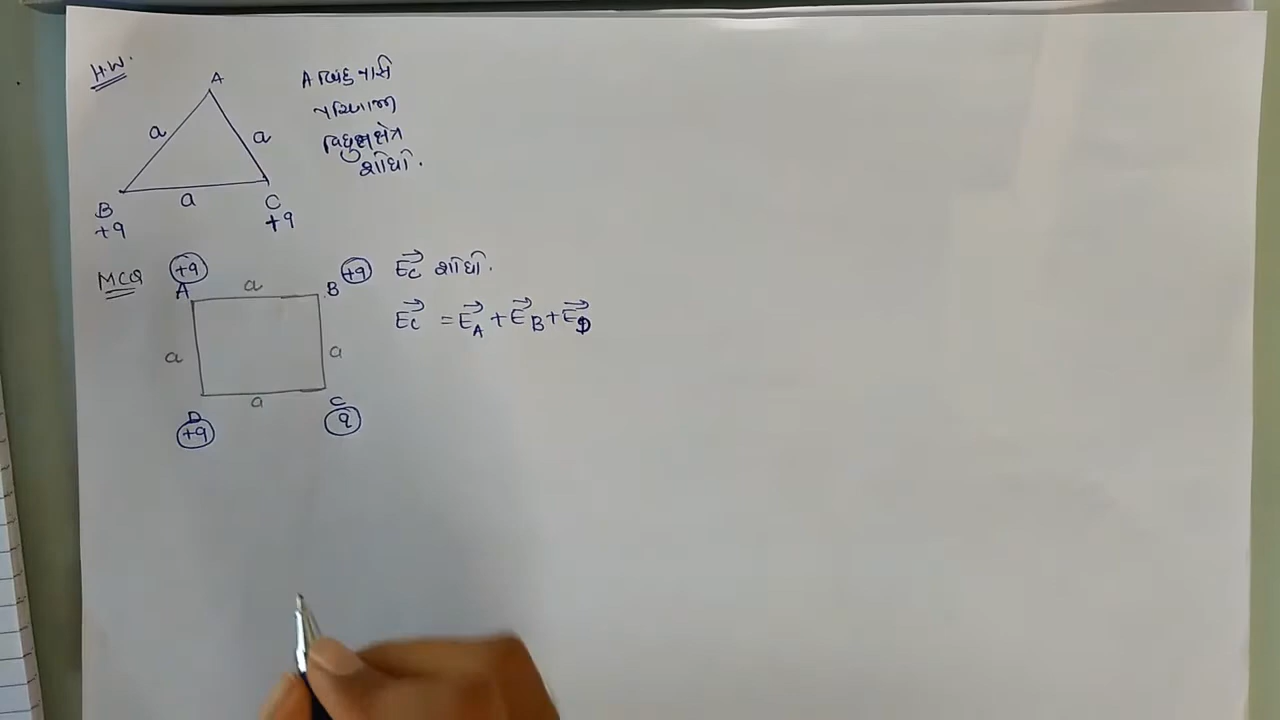 H.W.
A
A બિંદુ પાસે
પરિણામી
વિદ્યુતક્ષેત્ર
શોધો.
a
a
a
B
+q
C
+q
MCQ
+q
A
a
B
+q
a
a
D
+q
a
C
q
E⃗c શોધો.
E⃗c = E⃗A + E⃗B + E⃗D